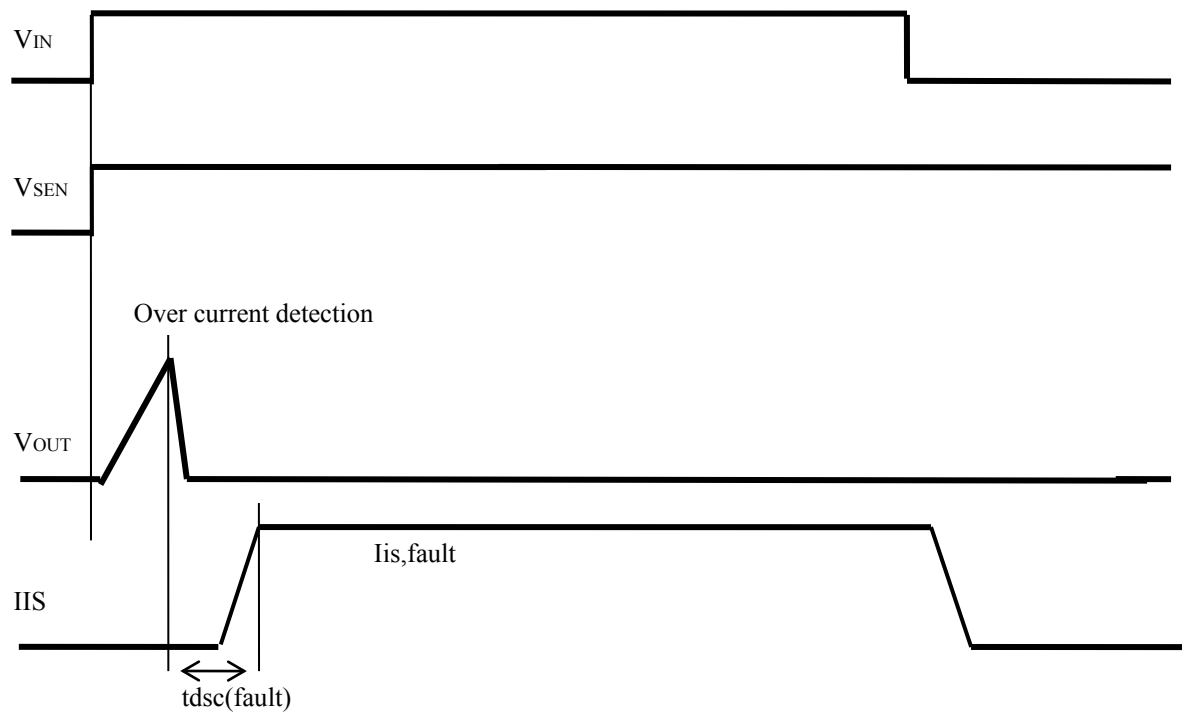 VIN
VSEN
Over current detection
VOUT
Iis,fault
IIS
tdsc(fault)